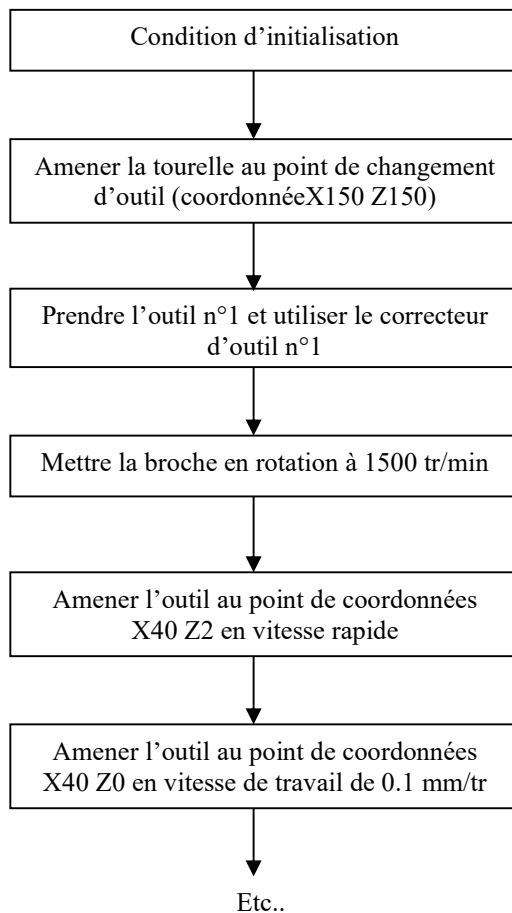 Condition d’initialisation
Amener la tourelle au point de changement
d’outil (coordonnéeX150 Z150)
Prendre l’outil n°1 et utiliser le correcteur
d’outil n°1
Mettre la broche en rotation à 1500 tr/min
Amener l’outil au point de coordonnées
X40 Z2 en vitesse rapide
Amener l’outil au point de coordonnées
X40 Z0 en vitesse de travail de 0.1 mm/tr
Etc..